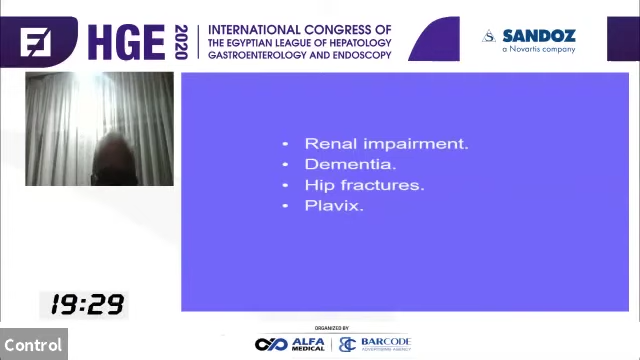 HGE 2020
INTERNATIONAL CONGRESS OF
THE EGYPTIAN LEAGUE OF HEPATOLOGY
GASTROENTEROLOGY AND ENDOSCOPY
SANDOZ
a Novartis company
• Renal impairment.
• Dementia.
• Hip fractures.
• Plavix.
19:29
Control
ORGANIZED BY
ALFA
MEDICAL
BARCODE
ADVERTISING AGENCY